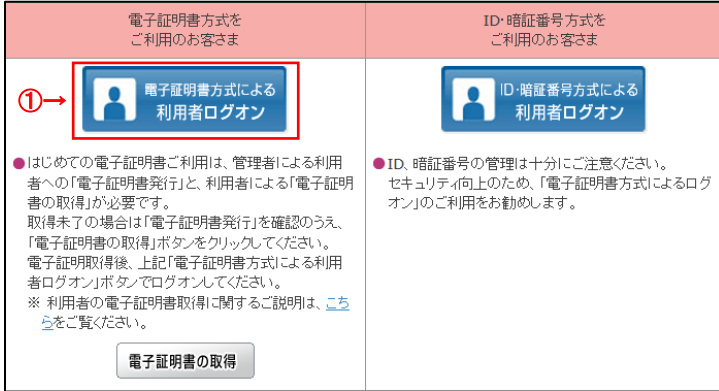 電子証明書方式を
ご利用のお客さま
①→
電子証明書方式による
利用者ログオン
●はじめての電子証明書ご利用は、管理者による利用
者への「電子証明書発行」と、利用者による「電子証明
書の取得」が必要です。
取得未了の場合は「電子証明書発行」を確認のうえ、
「電子証明書の取得」ボタンをクリックしてください。
電子証明取得後、上記「電子証明書方式による利用
者ログオン」ボタンでログオンしてください。
※ 利用者の電子証明書取得に関するご説明は、こち
らをご覧ください。
電子証明書の取得
ID・暗証番号方式を
ご利用のお客さま
ID・暗証番号方式による
利用者ログオン
●ID、暗証番号の管理は十分にご注意ください。
セキュリティ向上のため、「電子証明書方式によるログ
オン」のご利用をお勧めします。